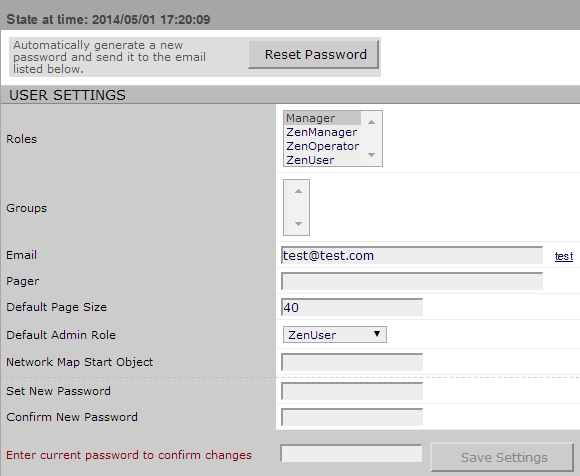 State at time: 2014/05/01 17:20:09
Automatically generate a new
password and send it to the email
listed below.
Reset Password
USER SETTINGS
Roles
Manager
ZenManager
ZenOperator
ZenUser
Groups
Email
test@test.com
test
Pager
Default Page Size
40
Default Admin Role
ZenUser
Network Map Start Object
Set New Password
Confirm New Password
Enter current password to confirm changes
Save Settings